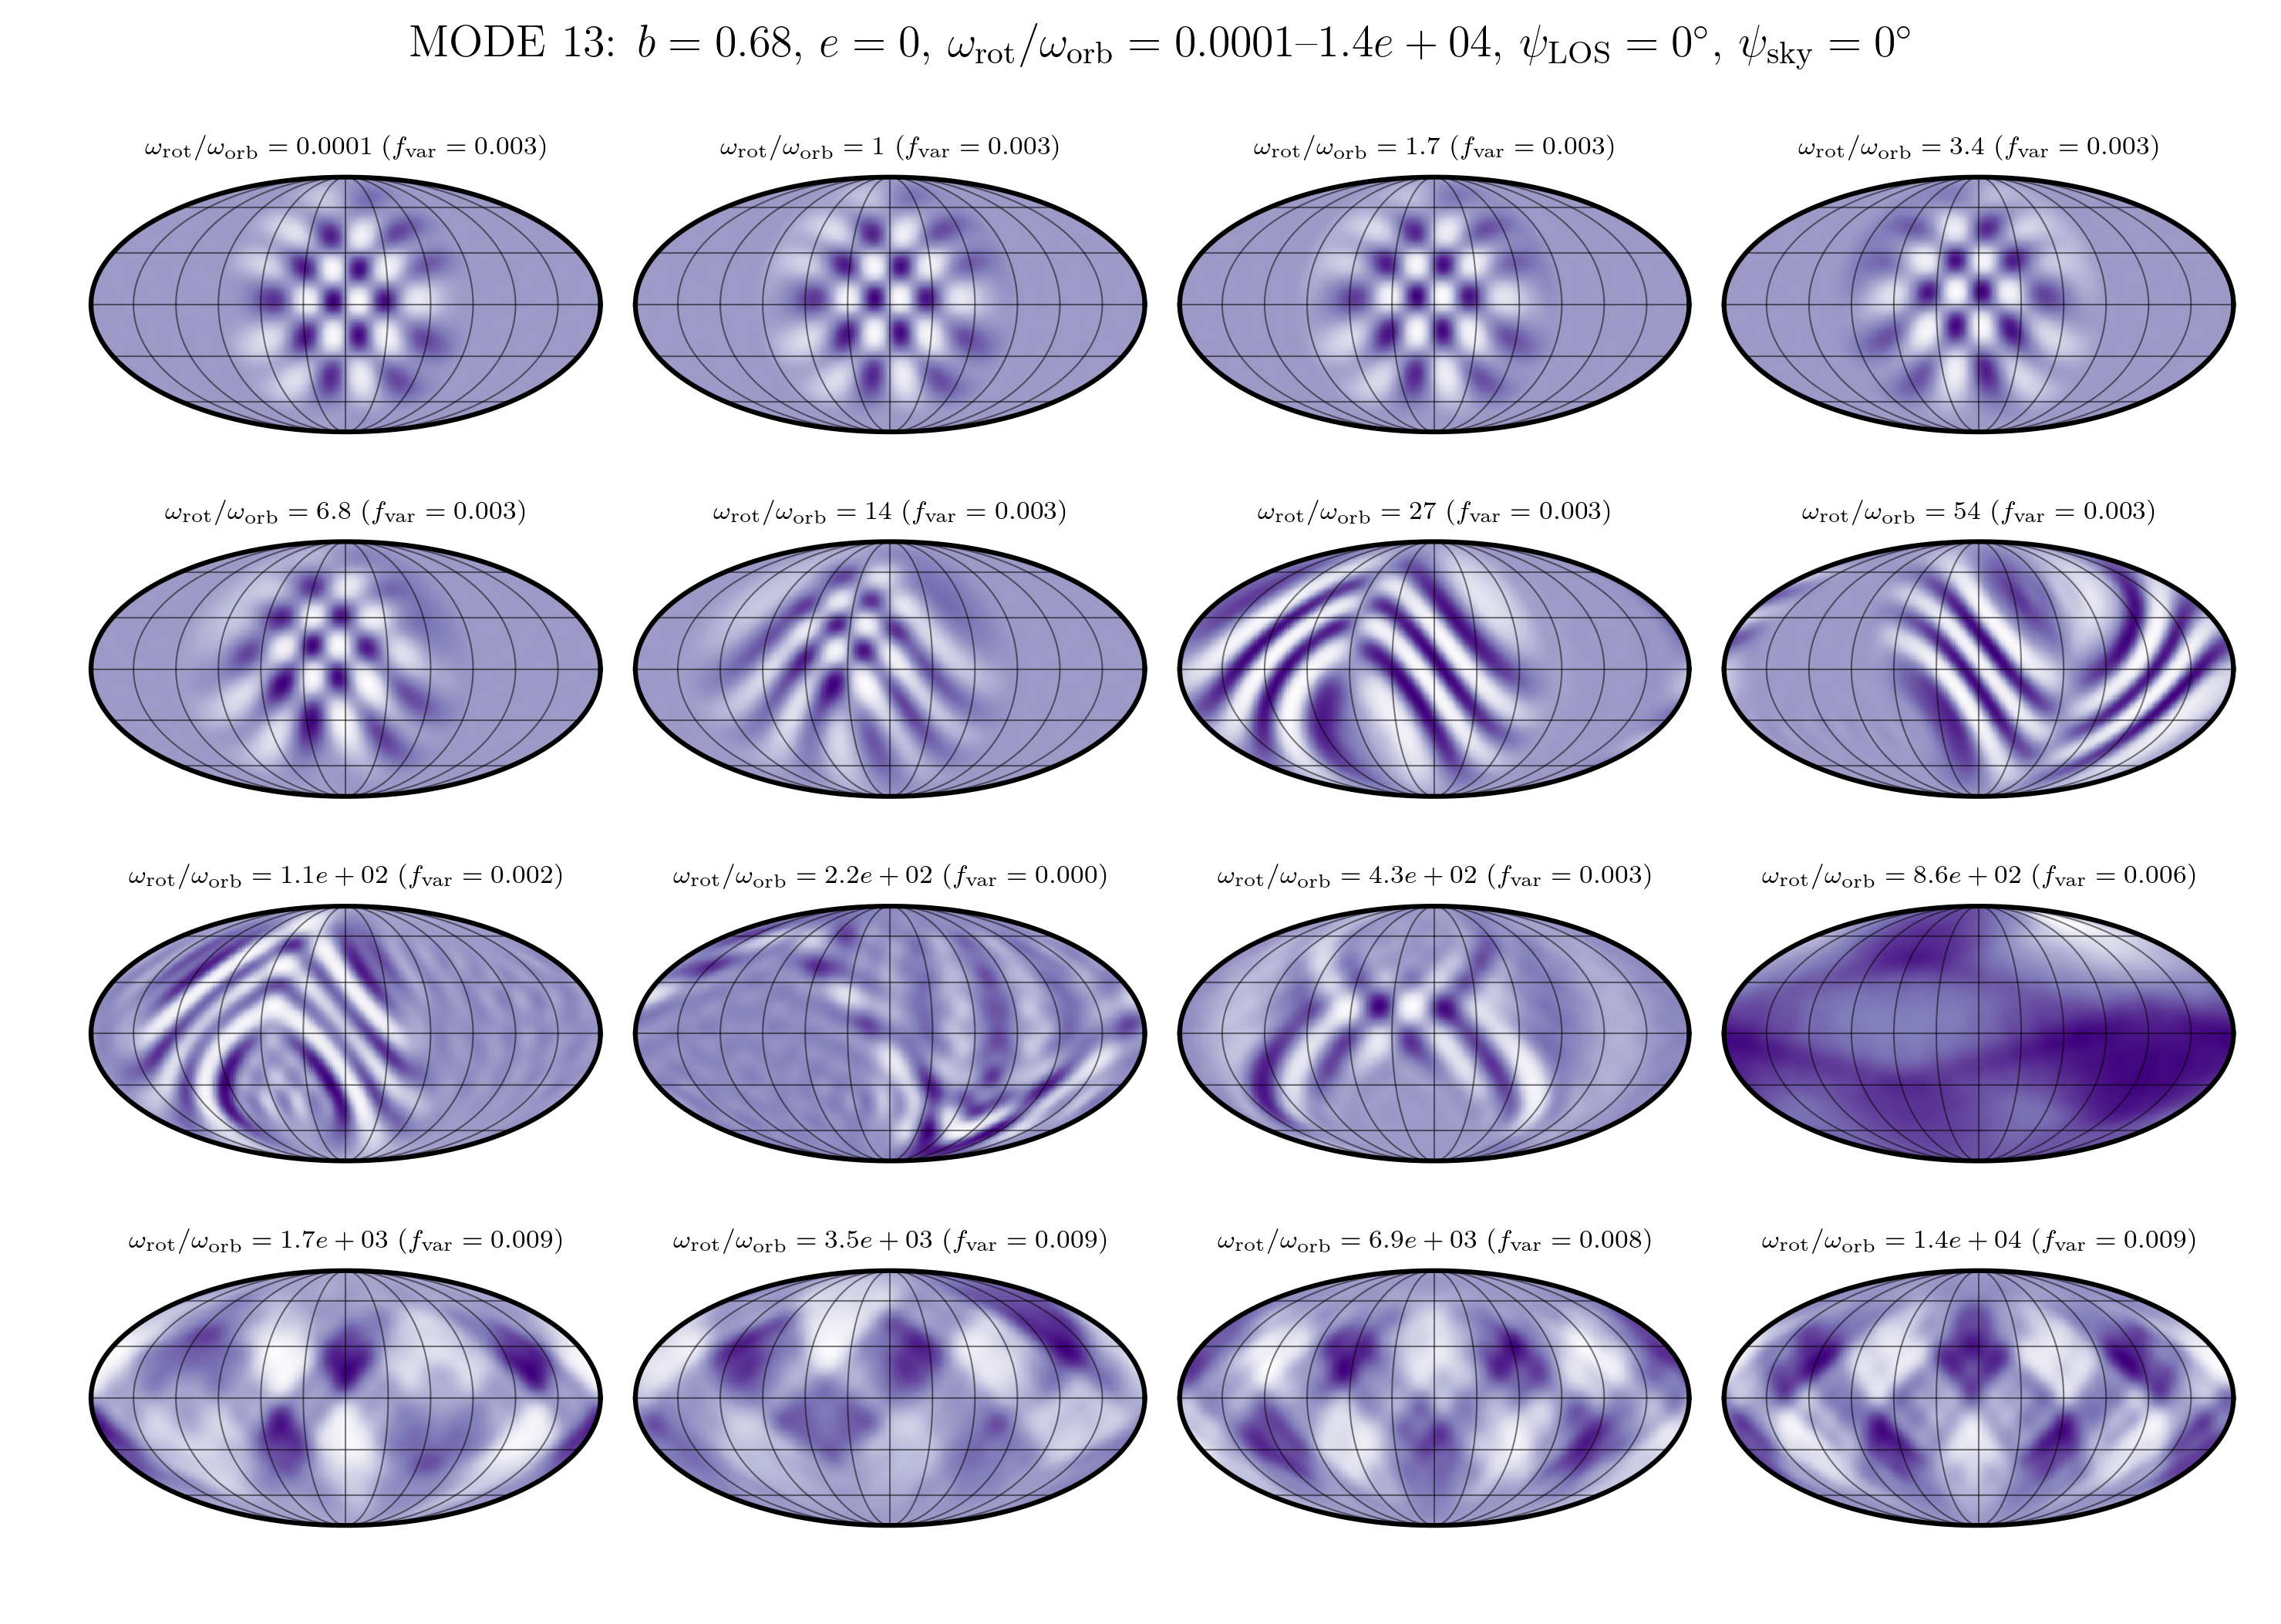 MODE 13: b = 0.68, e = 0, ω_rot/ω_orb = 0.0001–1.4e + 04, ψ_LOS = 0°, ψ_sky = 0°
ω_rot/ω_orb = 0.0001 (f_var = 0.003)
ω_rot/ω_orb = 1 (f_var = 0.003)
ω_rot/ω_orb = 1.7 (f_var = 0.003)
ω_rot/ω_orb = 3.4 (f_var = 0.003)
ω_rot/ω_orb = 6.8 (f_var = 0.003)
ω_rot/ω_orb = 14 (f_var = 0.003)
ω_rot/ω_orb = 27 (f_var = 0.003)
ω_rot/ω_orb = 54 (f_var = 0.003)
ω_rot/ω_orb = 1.1e + 02 (f_var = 0.002)
ω_rot/ω_orb = 2.2e + 02 (f_var = 0.000)
ω_rot/ω_orb = 4.3e + 02 (f_var = 0.003)
ω_rot/ω_orb = 8.6e + 02 (f_var = 0.006)
ω_rot/ω_orb = 1.7e + 03 (f_var = 0.009)
ω_rot/ω_orb = 3.5e + 03 (f_var = 0.009)
ω_rot/ω_orb = 6.9e + 03 (f_var = 0.008)
ω_rot/ω_orb = 1.4e + 04 (f_var = 0.009)